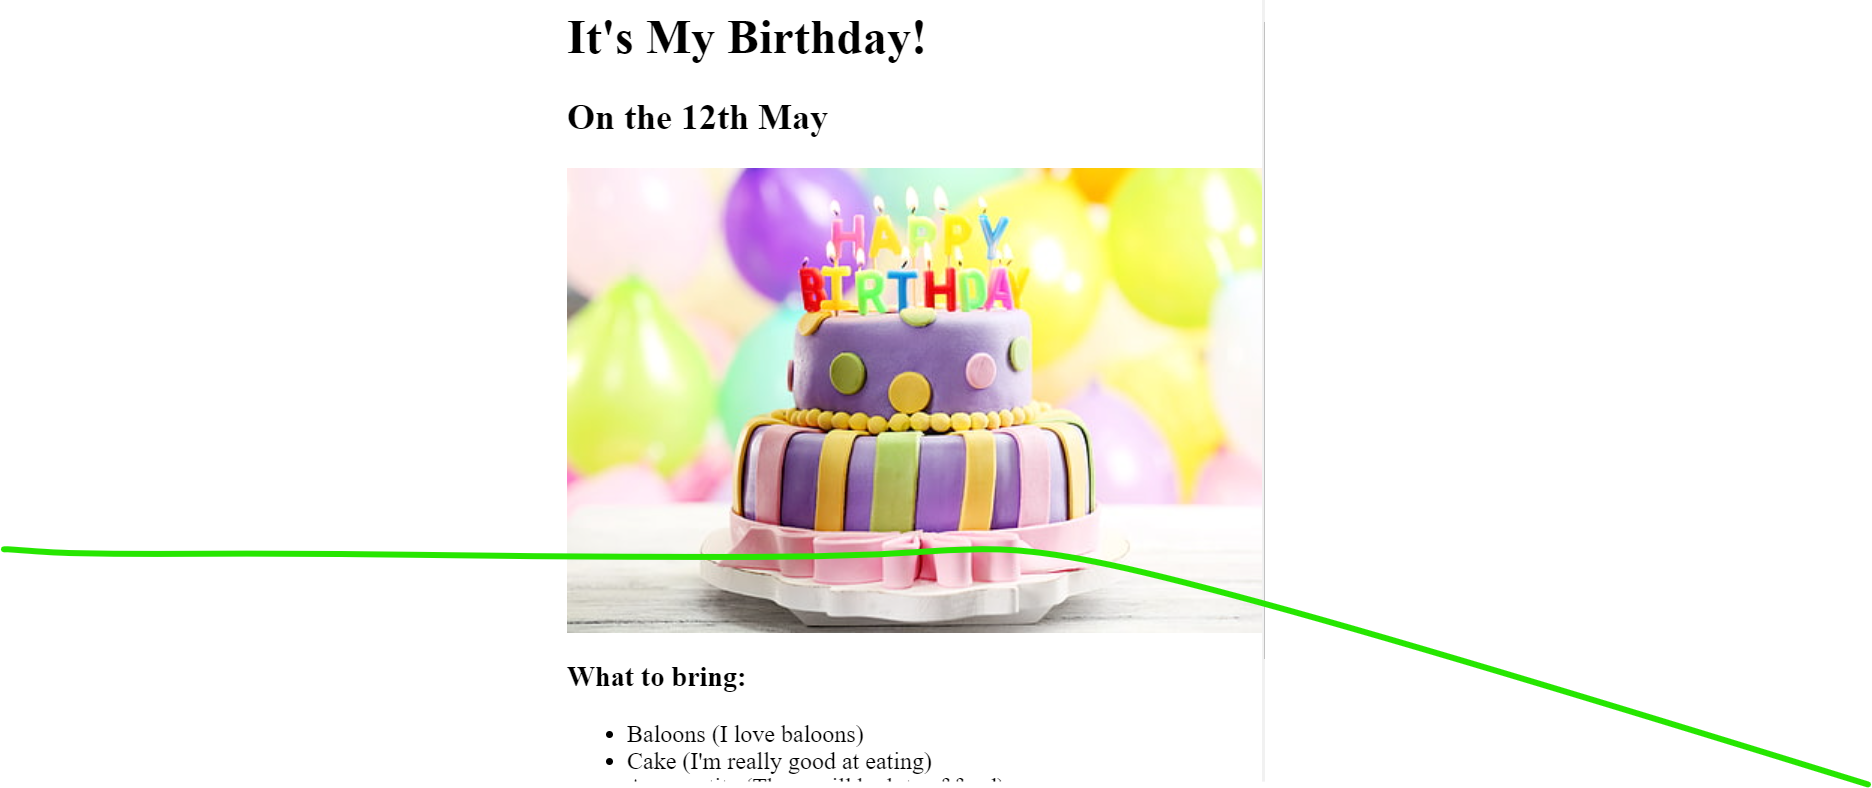 It's My Birthday!
On the 12th May
HAPPY
BIRTHDAY
What to bring:
Baloons (I love baloons)
Cake (I'm really good at eating)